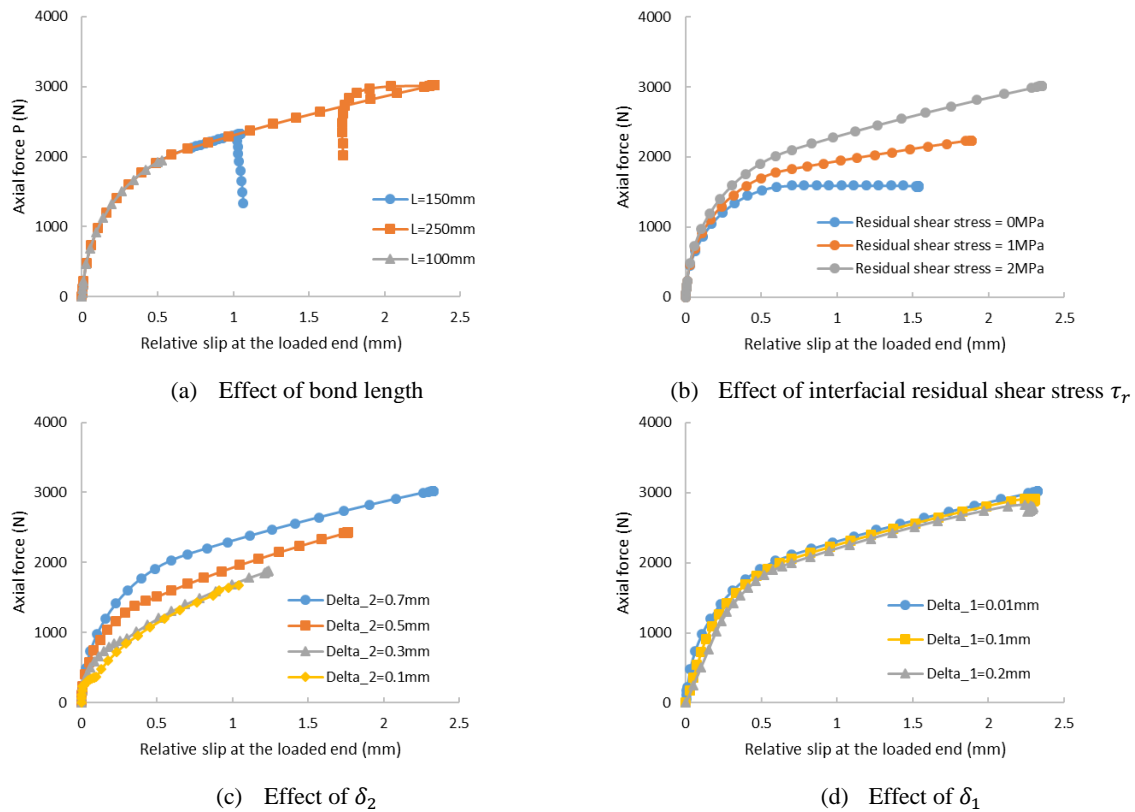 4000
3000
2000
1000
0
Axial force P (N)
L=150mm
L=250mm
L=100mm
0 0.5 1 1.5 2 2.5
Relative slip at the loaded end (mm)
(a) Effect of bond length
4000
3000
2000
1000
0
Axial force (N)
Residual shear stress = 0MPa
Residual shear stress = 1MPa
Residual shear stress = 2MPa
0 0.5 1 1.5 2 2.5
Relative slip at the loaded end (mm)
(b) Effect of interfacial residual shear stress τr
4000
3000
2000
1000
0
Axial force (N)
Delta_2=0.7mm
Delta_2=0.5mm
Delta_2=0.3mm
Delta_2=0.1mm
0 0.5 1 1.5 2 2.5
Relative slip at the loaded end (mm)
(c) Effect of δ2
4000
3000
2000
1000
0
Axial force (N)
Delta_1=0.01mm
Delta_1=0.1mm
Delta_1=0.2mm
0 0.5 1 1.5 2 2.5
Relative slip at the loaded end (mm)
(d) Effect of δ1